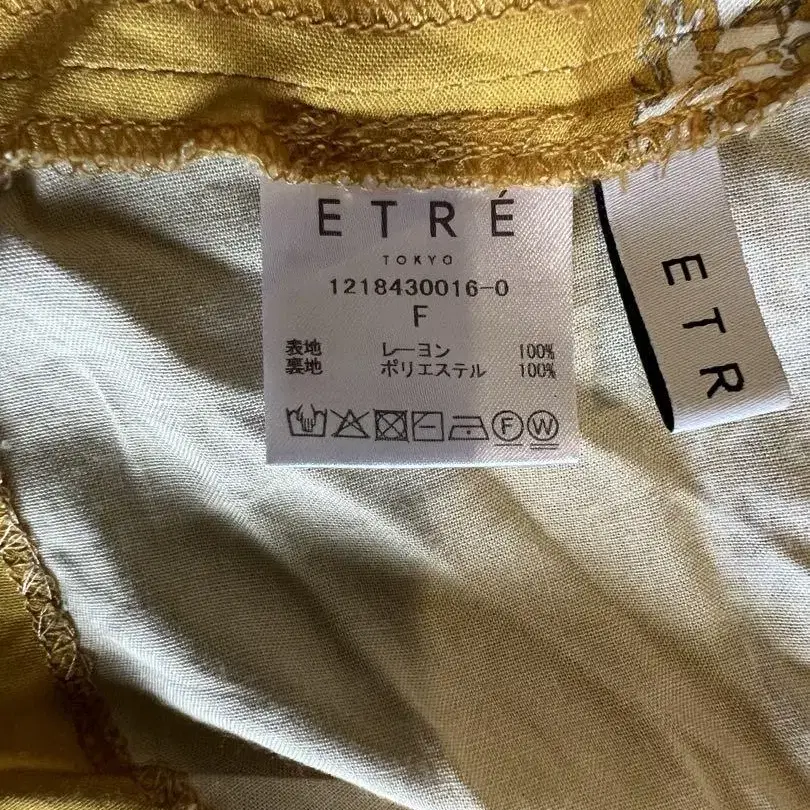 ETRÉ
TOKYO
1218430016-0
F
表地 レーヨン 100%
裏地 ポリエステル 100%
F W
ETR